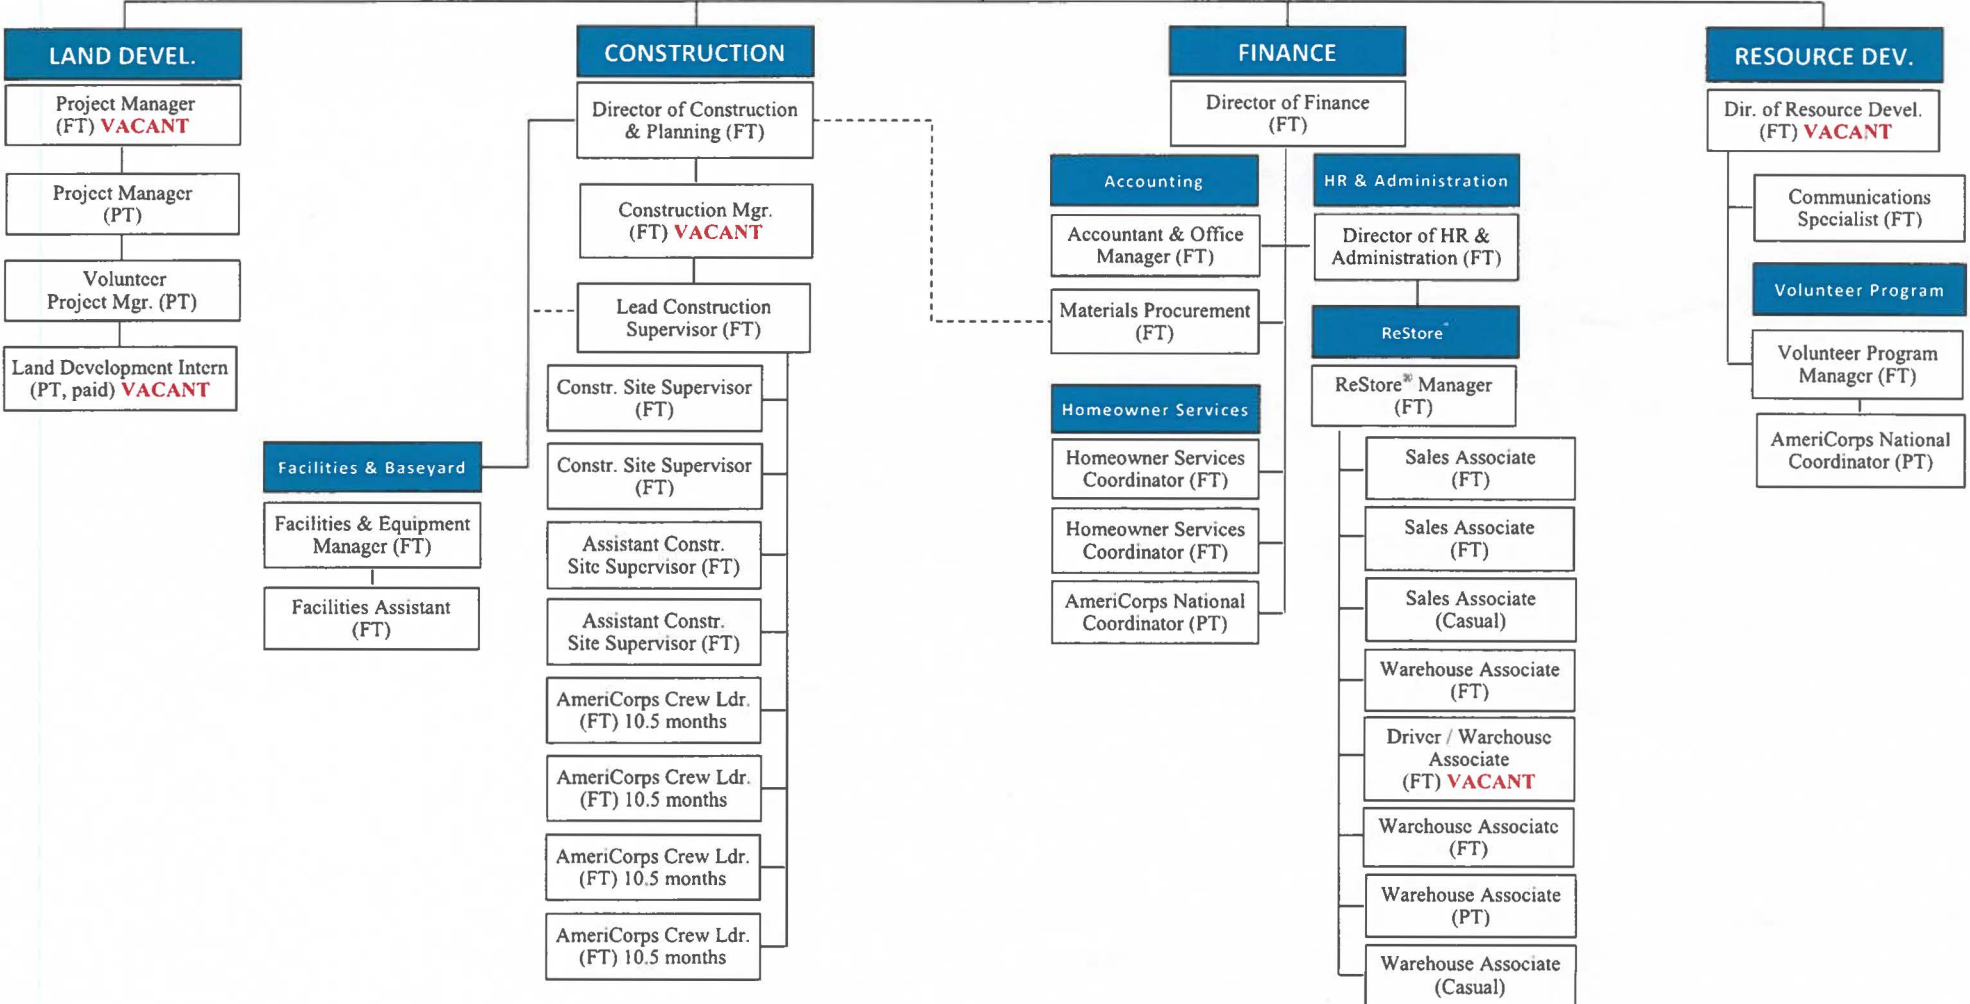 LAND DEVEL.
Project Manager
(FT) VACANT
Project Manager
(PT)
Volunteer
Project Mgr. (PT)
Land Development Intern
(PT, paid) VACANT
CONSTRUCTION
Director of Construction
& Planning (FT)
Construction Mgr.
(FT) VACANT
Lead Construction
Supervisor (FT)
Constr. Site Supervisor
(FT)
Constr. Site Supervisor
(FT)
Assistant Constr.
Site Supervisor (FT)
Assistant Constr.
Site Supervisor (FT)
AmeriCorps Crew Ldr.
(FT) 10.5 months
AmeriCorps Crew Ldr.
(FT) 10.5 months
AmeriCorps Crew Ldr.
(FT) 10.5 months
AmeriCorps Crew Ldr.
(FT) 10.5 months
Facilities & Baseyard
Facilities & Equipment
Manager (FT)
Facilities Assistant
(FT)
FINANCE
Director of Finance
(FT)
Accounting
Accountant & Office
Manager (FT)
Materials Procurement
(FT)
Homeowner Services
Homeowner Services
Coordinator (FT)
Homeowner Services
Coordinator (FT)
AmeriCorps National
Coordinator (PT)
HR & Administration
Director of HR &
Administration (FT)
ReStore
ReStore® Manager
(FT)
Sales Associate
(FT)
Sales Associate
(FT)
Sales Associate
(Casual)
Warehouse Associate
(FT)
Driver / Warehouse
Associate
(FT) VACANT
Warehouse Associate
(FT)
Warehouse Associate
(PT)
Warehouse Associate
(Casual)
RESOURCE DEV.
Dir. of Resource Devel.
(FT) VACANT
Communications
Specialist (FT)
Volunteer Program
Volunteer Program
Manager (FT)
AmeriCorps National
Coordinator (PT)